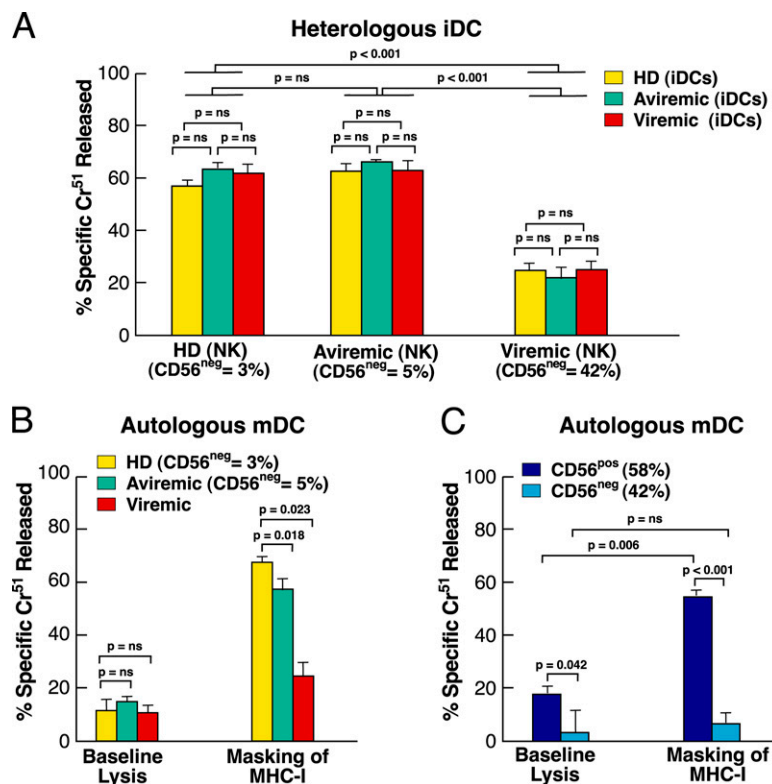 A
Heterologous iDC
p < 0.001
p = ns
p < 0.001
HD (iDCs)
Aviremic (iDCs)
Viremic (iDCs)
p = ns
p = ns
p = ns
p = ns
p = ns
p = ns
p = ns
p = ns
p = ns
% Specific Cr⁵¹ Released
100
80
60
40
20
0
HD (NK)
(CD56ⁿᵉᵍ= 3%)
Aviremic (NK)
(CD56ⁿᵉᵍ= 5%)
Viremic (NK)
(CD56ⁿᵉᵍ= 42%)
B
Autologous mDC
HD (CD56ⁿᵉᵍ= 3%)
Aviremic (CD56ⁿᵉᵍ= 5%)
Viremic
p = 0.023
p = 0.018
p = ns
p = ns
% Specific Cr⁵¹ Released
100
80
60
40
20
0
Baseline
Lysis
Masking of
MHC-I
C
Autologous mDC
CD56ᵖᵒˢ (58%)
CD56ⁿᵉᵍ (42%)
p = ns
p = 0.006
p < 0.001
p = 0.042
% Specific Cr⁵¹ Released
100
80
60
40
20
0
Baseline
Lysis
Masking of
MHC-I